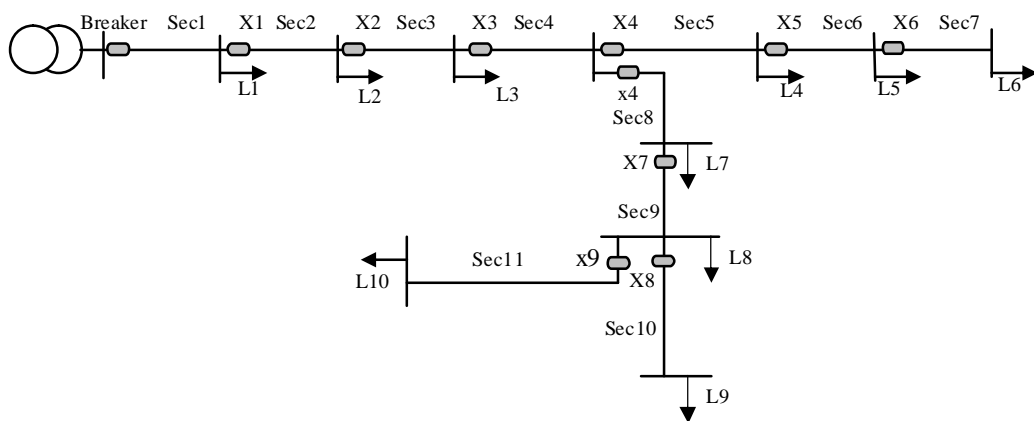 Breaker Sec1 X1 Sec2 X2 Sec3 X3 Sec4 X4 Sec5 X5 Sec6 X6 Sec7
L1 L2 L3 x4 L4 L5 L6
Sec8
X7 L7
Sec9
Sec11 x9 X8 L8
L10
Sec10
L9